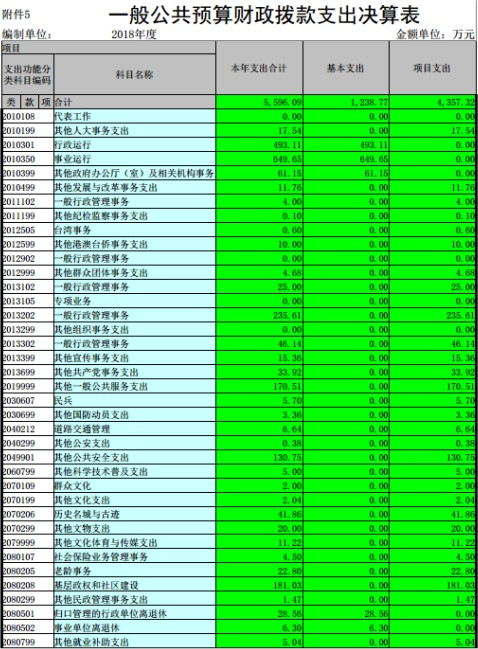 附件5 一般公共预算财政拨款支出决算表
编制单位: 2018年度 金额单位: 万元
项目 本年支出合计 基本支出 项目支出
支出功能分类科目编码 科目名称
类 款 项 合计 5,596.09 1,238.77 4,357.32
2010108 代表工作 0.00 0.00 0.00
2010199 其他人大事务支出 17.54 0.00 17.54
2010301 行政运行 493.11 493.11 0.00
2010350 事业运行 649.65 649.65 0.00
2010399 其他政府办公厅（室）及相关机构事务 61.15 61.15 0.00
2010499 其他发展与改革事务支出 11.76 0.00 11.76
2011102 一般行政管理事务 4.00 0.00 4.00
2011199 其他纪检监察事务支出 0.10 0.00 0.10
2012505 台湾事务 0.60 0.00 0.60
2012599 其他港澳台侨事务支出 10.00 0.00 10.00
2012902 一般行政管理事务 0.00 0.00 0.00
2012999 其他群众团体事务支出 4.68 0.00 4.68
2013102 一般行政管理事务 25.00 0.00 25.00
2013105 专项业务 0.00 0.00 0.00
2013202 一般行政管理事务 235.61 0.00 235.61
2013299 其他组织事务支出 0.00 0.00 0.00
2013302 一般行政管理事务 46.14 0.00 46.14
2013399 其他宣传事务支出 15.36 0.00 15.36
2013699 其他共产党事务支出 33.92 0.00 33.92
2019999 其他一般公共服务支出 170.51 0.00 170.51
2030607 民兵 5.70 0.00 5.70
2030699 其他国防动员支出 3.36 0.00 3.36
2040212 道路交通管理 6.64 0.00 6.64
2040299 其他公安支出 0.38 0.00 0.38
2049901 其他公共安全支出 130.75 0.00 130.75
2060799 其他科学技术普及支出 5.00 0.00 5.00
2070109 群众文化 2.00 0.00 2.00
2070199 其他文化支出 2.04 0.00 2.04
2070206 历史名城与古迹 41.86 0.00 41.86
2070299 其他文物支出 20.00 0.00 20.00
2079999 其他文化体育与传媒支出 11.22 0.00 11.22
2080107 社会保险业务管理事务 4.50 0.00 4.50
2080205 老龄事务 22.80 0.00 22.80
2080208 基层政权和社区建设 181.03 0.00 181.03
2080299 其他民政管理事务支出 1.47 0.00 1.47
2080501 归口管理的行政单位离退休 28.56 28.56 0.00
2080502 事业单位离退休 6.30 6.30 0.00
2080799 其他就业补助支出 5.04 0.00 5.04